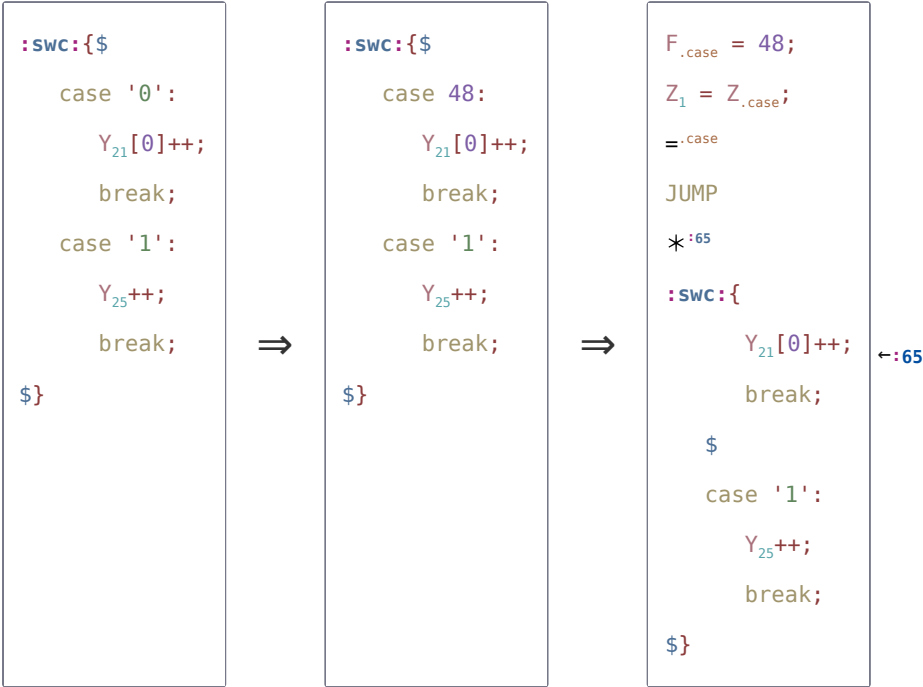 :swc:{$
case '0':
Y21[0]++;
break;
case '1':
Y25++;
break;
$}
⇒
:swc:{$
case 48:
Y21[0]++;
break;
case '1':
Y25++;
break;
$}
⇒
F.case = 48;
Z1 = Z.case;
=.case
JUMP
*:65
:swc:{
Y21[0]++;
break;
$
case '1':
Y25++;
break;
$}
←:65